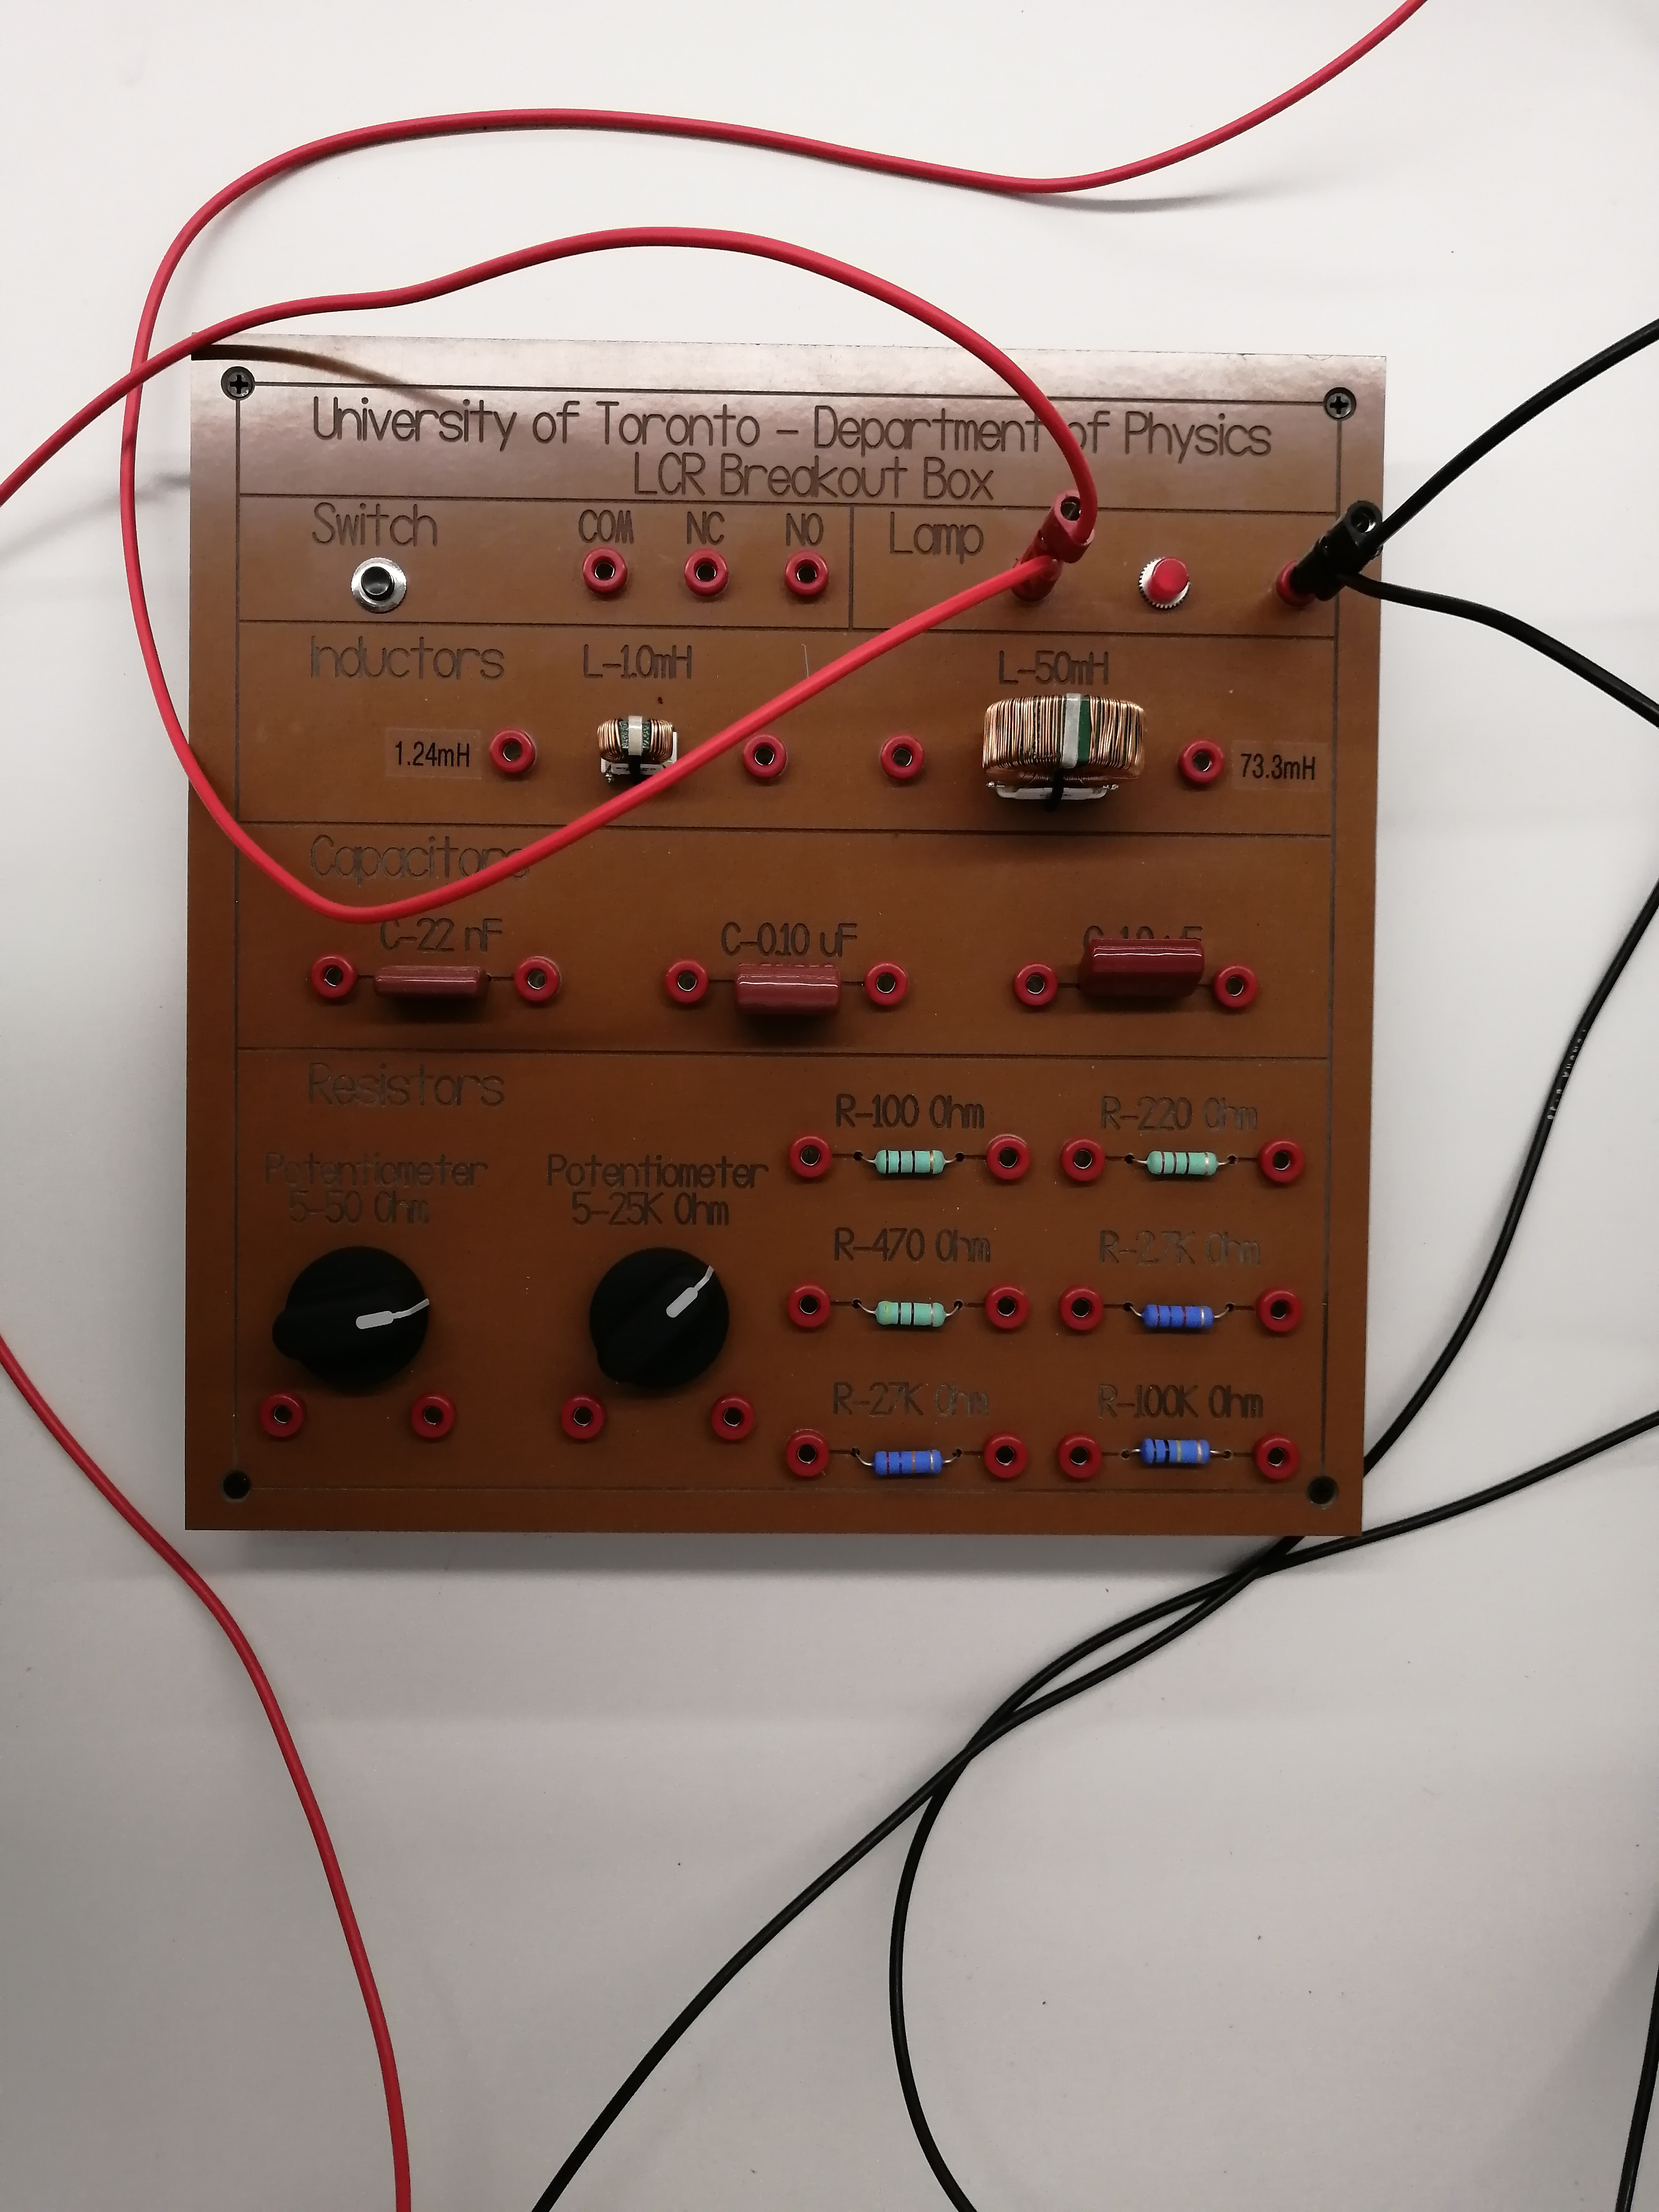 University of Toronto – Department of Physics
LCR Breakout Box
Switch
COM NC NO
Lamp
Inductors
L-1.0mH
L-50mH
1.24mH
73.3mH
Capacitors
C-22 nF
C-0.10 uF
Resistors
Potentiometer
5-50 Ohm
Potentiometer
5-25K Ohm
R-100 Ohm
R-220 Ohm
R-470 Ohm
R-2.7K Ohm
R-27K Ohm
R-100K Ohm